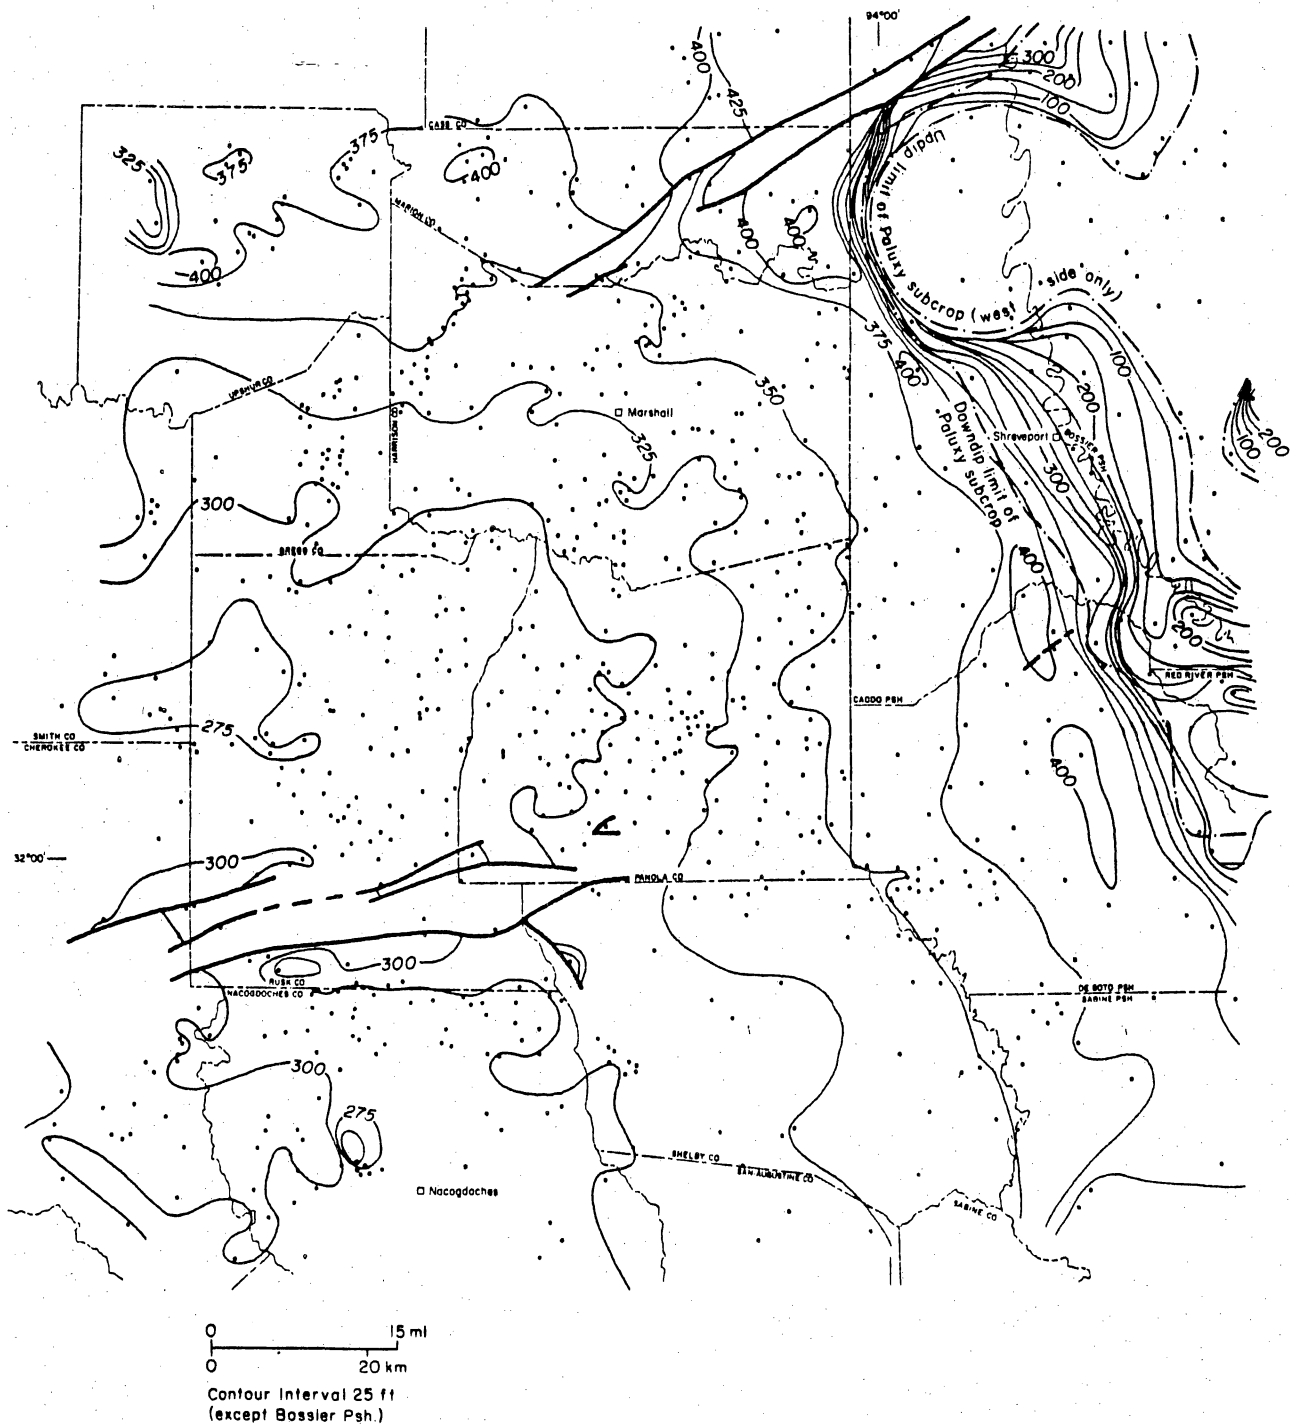 94°00'
400
425
300
200
100
CASS CO
375
325
375
400
Updip limit of Paluxy subcrop (west side only)
MARION CO
400
400
400
375
400
350
100
200
UPSHUR CO
Marshall
HARRISON CO
325
Downdip limit of
Paluxy subcrop
Shreveport
BOSSIER PSH
300
200
100
300
GREGG CO
400
200
RED RIVER PSH
CADDO PSH
275
SMITH CO
CHEROKEE CO
400
32°00'
300
PANOLA CO
300
RUSK CO
NACOGDOCHES CO
DE SOTO PSH
SABINE PSH
300
275
SHELBY CO
SAN AUGUSTINE CO
Nacogdoches
SABINE CO
0 15 mi
0 20 km
Contour Interval 25 ft
(except Bossier Psh.)